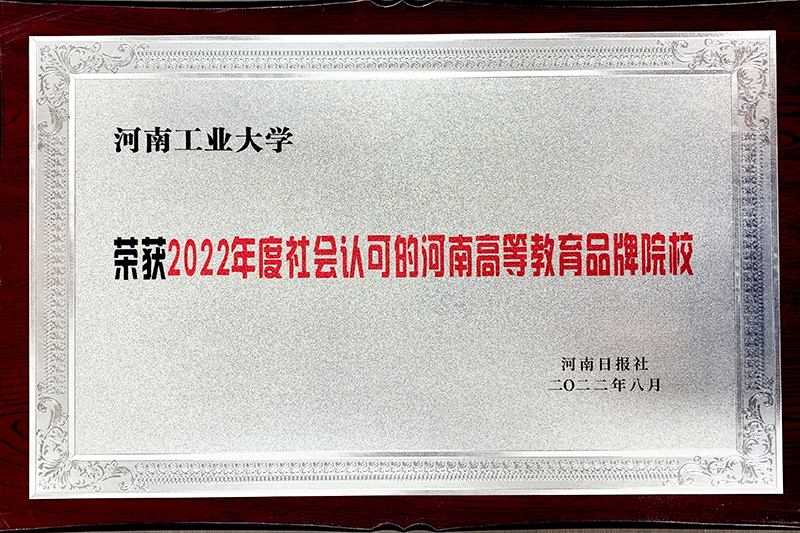 河南工业大学
荣获2022年度社会认可的河南高等教育品牌院校
河南日报社
二〇二二年八月